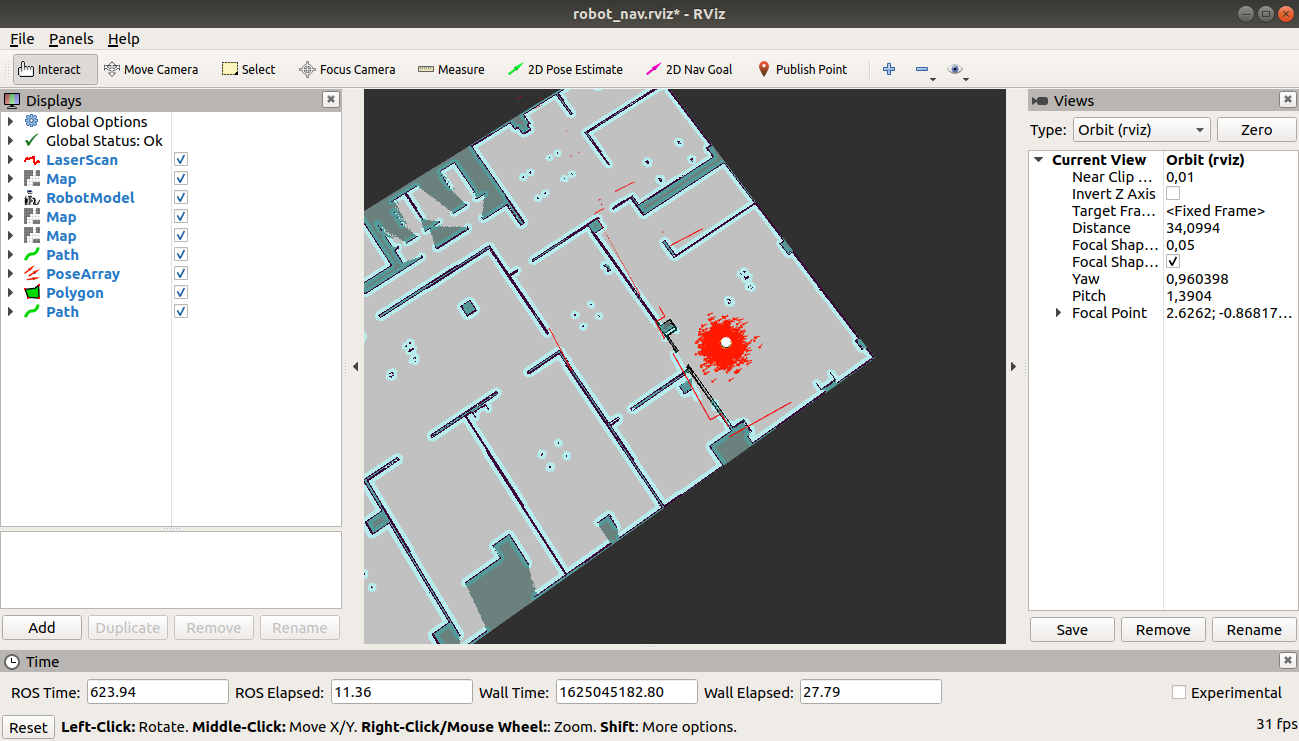 robot_nav.rviz* - RViz
File Panels Help
Interact Move Camera Select Focus Camera Measure 2D Pose Estimate 2D Nav Goal Publish Point
Displays
Global Options
Global Status: Ok
LaserScan
Map
RobotModel
Map
Map
Path
PoseArray
Polygon
Path
Add Duplicate Remove Rename
Views
Type: Orbit (rviz) Zero
Current View Orbit (rviz)
Near Clip ... 0,01
Invert Z Axis
Target Fra... <Fixed Frame>
Distance 34,0994
Focal Shap... 0,05
Focal Shap...
Yaw 0,960398
Pitch 1,3904
Focal Point 2.6262; -0.86817...
Save Remove Rename
Time
ROS Time: 623.94 ROS Elapsed: 11.36 Wall Time: 1625045182.80 Wall Elapsed: 27.79 Experimental
Reset Left-Click: Rotate. Middle-Click: Move X/Y. Right-Click/Mouse Wheel:: Zoom. Shift: More options. 31 fps